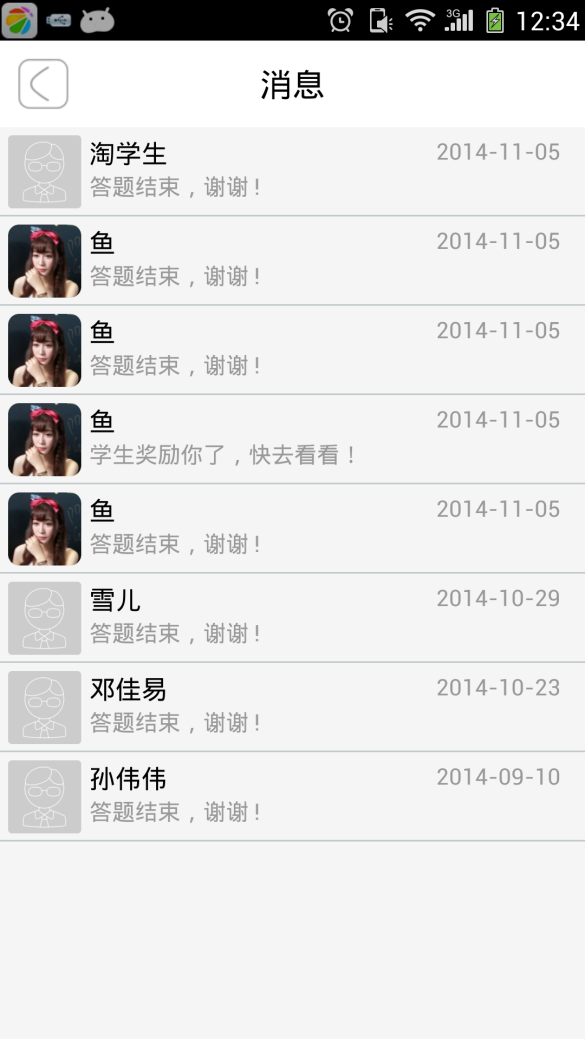 3G 12:34
消息
淘学生 2014-11-05
答题结束，谢谢！
鱼 2014-11-05
答题结束，谢谢！
鱼 2014-11-05
答题结束，谢谢！
鱼 2014-11-05
学生奖励你了，快去看看！
鱼 2014-11-05
答题结束，谢谢！
雪儿 2014-10-29
答题结束，谢谢！
邓佳易 2014-10-23
答题结束，谢谢！
孙伟伟 2014-09-10
答题结束，谢谢！